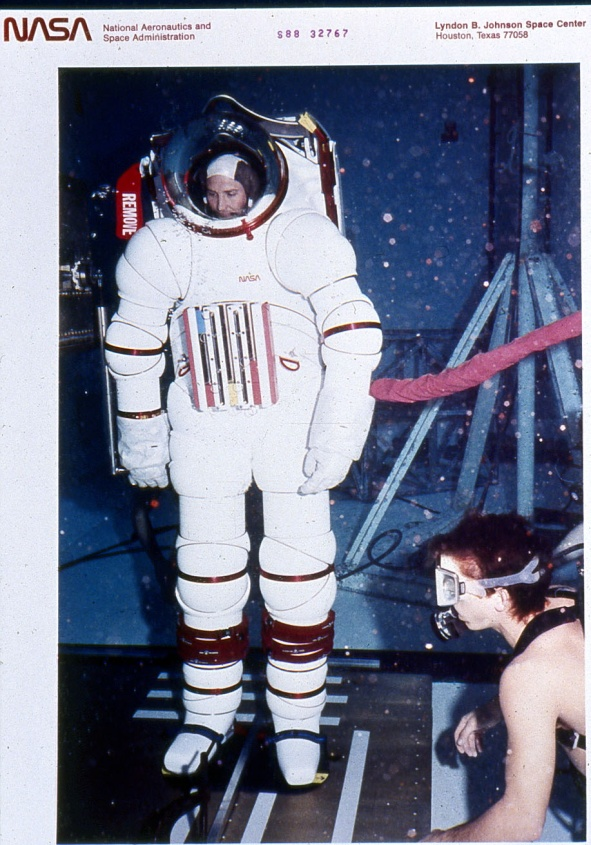 NASA
National Aeronautics and
Space Administration
S88 32767
Lyndon B. Johnson Space Center
Houston, Texas 77058
REMOVE
NASA